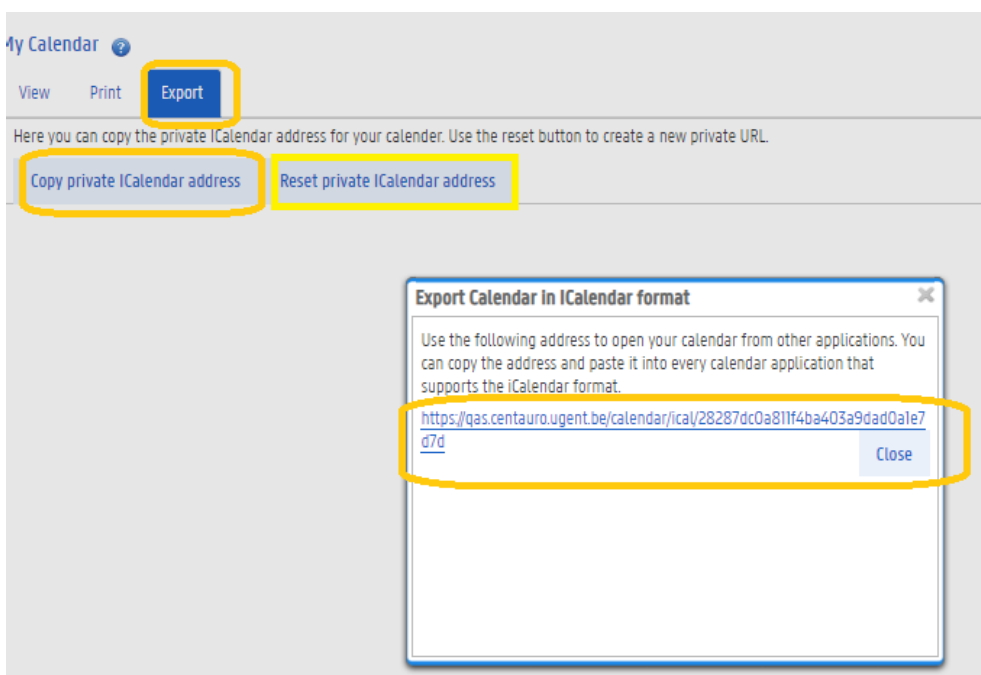 My Calendar ?
View Print Export
Here you can copy the private ICalendar address for your calender. Use the reset button to create a new private URL.
Copy private ICalendar address Reset private ICalendar address
Export Calendar in ICalendar format
Use the following address to open your calendar from other applications. You
can copy the address and paste it into every calendar application that
supports the iCalendar format.
https://qas.centauro.ugent.be/calendar/ical/28287dc0a811f4ba403a9dad0a1e7
d7d
Close